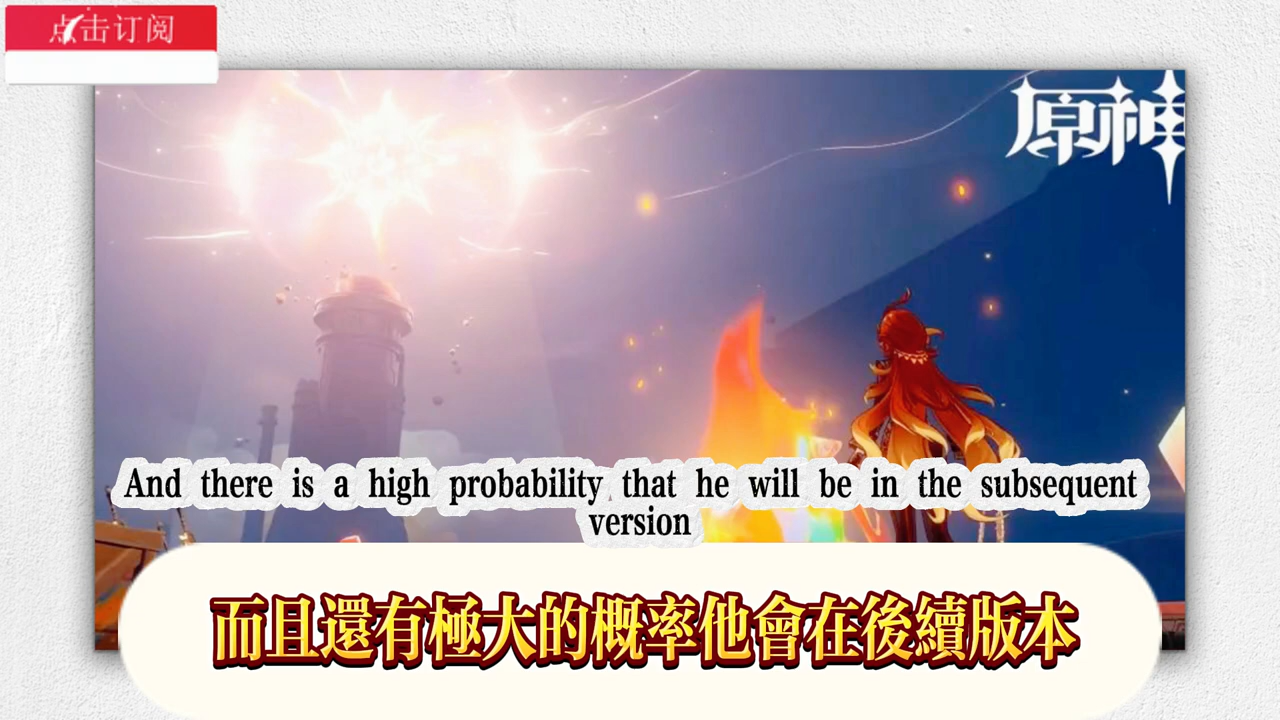 点击订阅
原神
And there is a high probability that he will be in the subsequent
version
而且還有極大的概率他會在後續版本